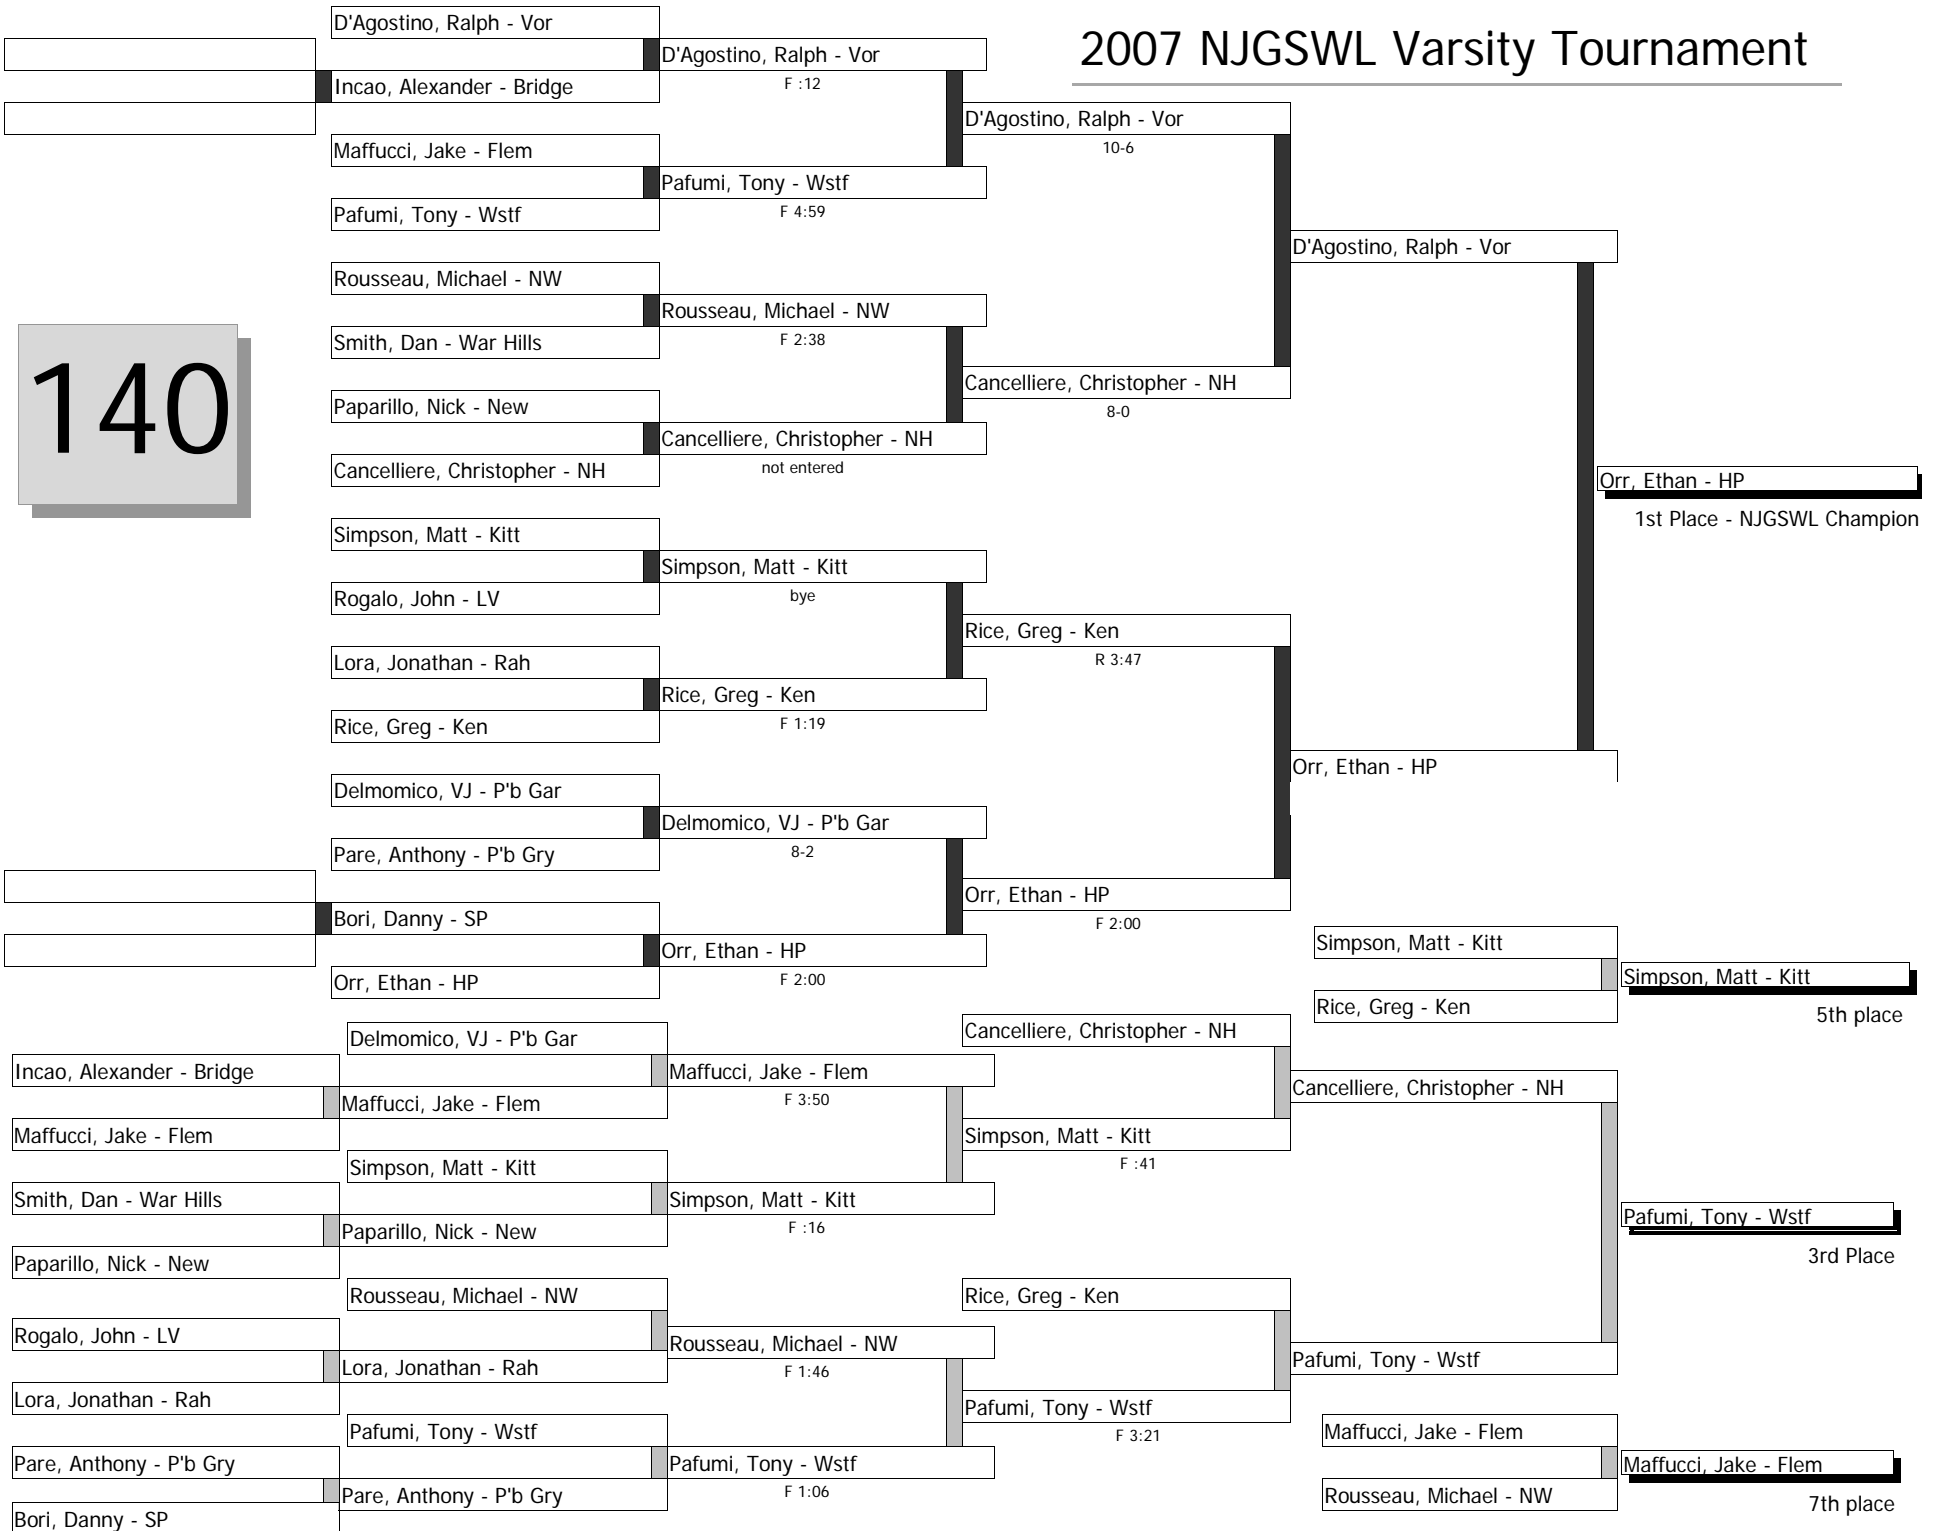 2007 NJGSWL Varsity Tournament
140
D'Agostino, Ralph - Vor
Incao, Alexander - Bridge
Maffucci, Jake - Flem
Pafumi, Tony - Wstf
Rousseau, Michael - NW
Smith, Dan - War Hills
Paparillo, Nick - New
Cancelliere, Christopher - NH
Simpson, Matt - Kitt
Rogalo, John - LV
Lora, Jonathan - Rah
Rice, Greg - Ken
Delmomico, VJ - P'b Gar
Pare, Anthony - P'b Gry
Bori, Danny - SP
Orr, Ethan - HP
D'Agostino, Ralph - Vor
F :12
Pafumi, Tony - Wstf
F 4:59
Rousseau, Michael - NW
F 2:38
Cancelliere, Christopher - NH
not entered
Simpson, Matt - Kitt
bye
Rice, Greg - Ken
F 1:19
Delmomico, VJ - P'b Gar
8-2
Orr, Ethan - HP
F 2:00
D'Agostino, Ralph - Vor
10-6
Cancelliere, Christopher - NH
8-0
Rice, Greg - Ken
R 3:47
Orr, Ethan - HP
F 2:00
D'Agostino, Ralph - Vor
Orr, Ethan - HP
Orr, Ethan - HP
1st Place - NJGSWL Champion
Simpson, Matt - Kitt
Rice, Greg - Ken
Simpson, Matt - Kitt
5th place
Incao, Alexander - Bridge
Maffucci, Jake - Flem
Smith, Dan - War Hills
Paparillo, Nick - New
Rogalo, John - LV
Lora, Jonathan - Rah
Pare, Anthony - P'b Gry
Bori, Danny - SP
Delmomico, VJ - P'b Gar
Maffucci, Jake - Flem
Simpson, Matt - Kitt
Paparillo, Nick - New
Rousseau, Michael - NW
Lora, Jonathan - Rah
Pafumi, Tony - Wstf
Pare, Anthony - P'b Gry
Maffucci, Jake - Flem
F 3:50
Simpson, Matt - Kitt
F :16
Rousseau, Michael - NW
F 1:46
Pafumi, Tony - Wstf
F 1:06
Cancelliere, Christopher - NH
Simpson, Matt - Kitt
F :41
Rice, Greg - Ken
Pafumi, Tony - Wstf
F 3:21
Cancelliere, Christopher - NH
Pafumi, Tony - Wstf
Pafumi, Tony - Wstf
3rd Place
Maffucci, Jake - Flem
Rousseau, Michael - NW
Maffucci, Jake - Flem
7th place